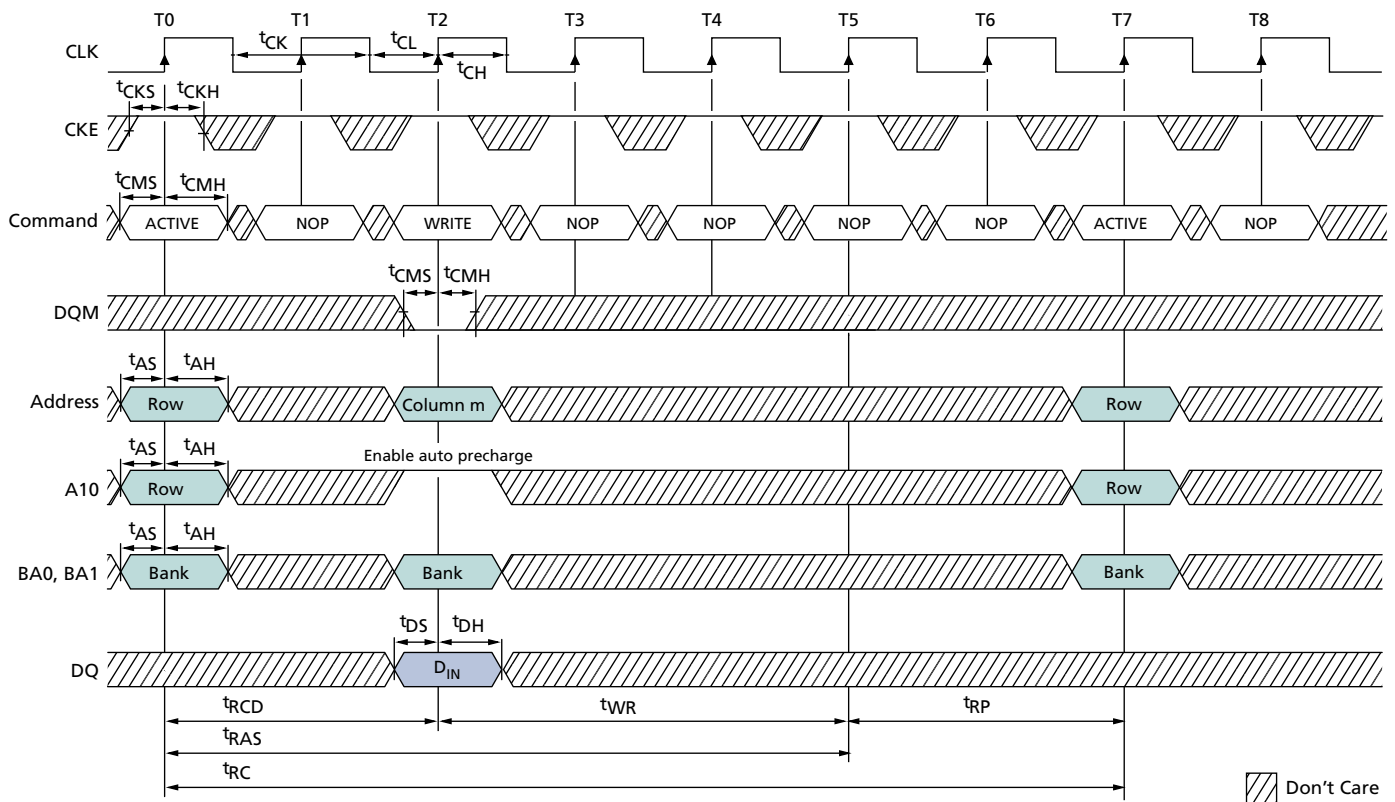 T0 T1 T2 T3 T4 T5 T6 T7 T8
CLK
tCK tCL
tCH
tCKS tCKH
CKE
tCMS tCMH
Command ACTIVE NOP WRITE NOP NOP NOP NOP ACTIVE NOP
tCMS tCMH
DQM
tAS tAH
Address Row Column m Row
tAS tAH Enable auto precharge
A10 Row Row
tAS tAH
BA0, BA1 Bank Bank Bank
tDS tDH
DQ DIN
tRCD tWR tRP
tRAS
tRC
Don't Care